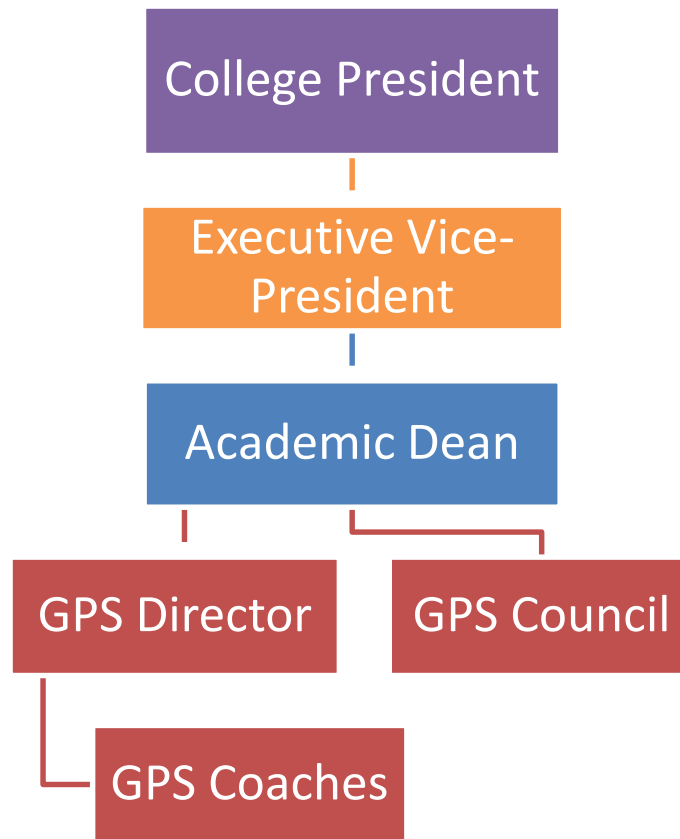 College President
Executive Vice-
President
Academic Dean
GPS Director
GPS Council
GPS Coaches